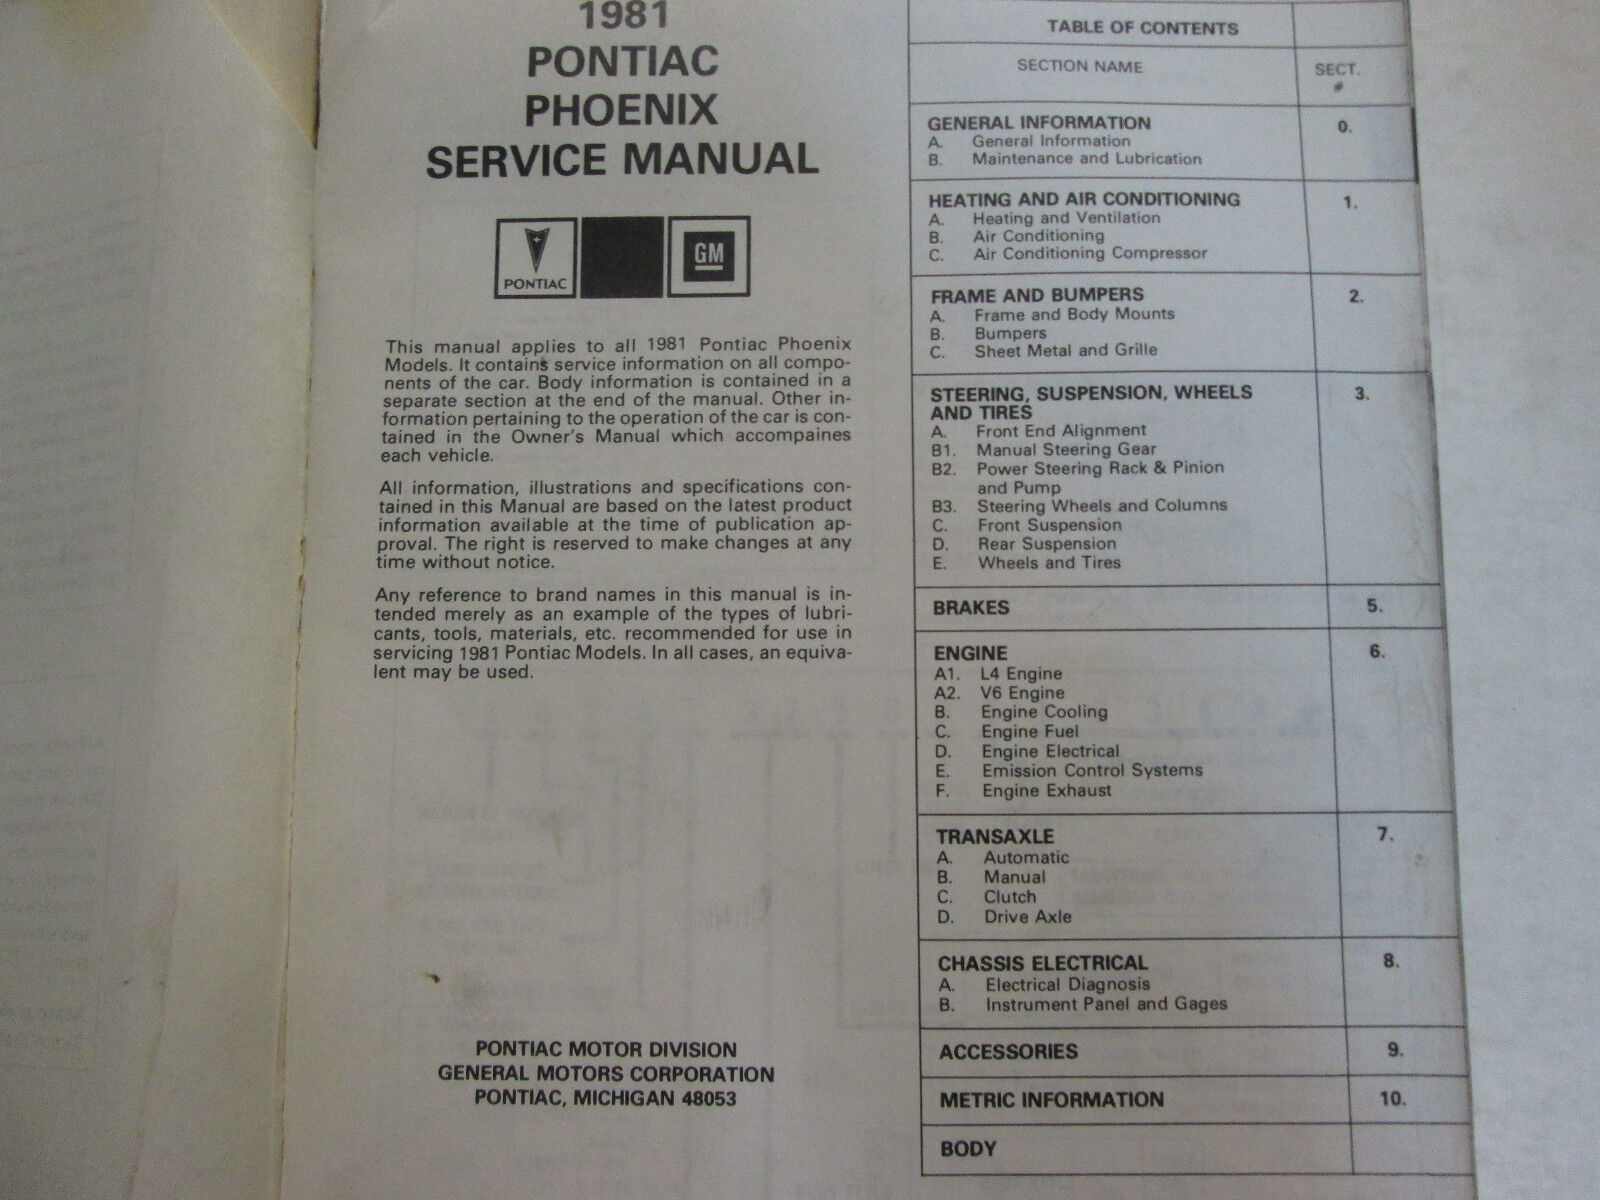 1981
PONTIAC
PHOENIX
SERVICE MANUAL
PONTIAC
GM
This manual applies to all 1981 Pontiac Phoenix
Models. It contains service information on all compo-
nents of the car. Body information is contained in a
separate section at the end of the manual. Other in-
formation pertaining to the operation of the car is con-
tained in the Owner's Manual which accompaines
each vehicle.
All information, illustrations and specifications con-
tained in this Manual are based on the latest product
information available at the time of publication ap-
proval. The right is reserved to make changes at any
time without notice.
Any reference to brand names in this manual is in-
tended merely as an example of the types of lubri-
cants, tools, materials, etc. recommended for use in
servicing 1981 Pontiac Models. In all cases, an equiva-
lent may be used.
PONTIAC MOTOR DIVISION
GENERAL MOTORS CORPORATION
PONTIAC, MICHIGAN 48053
TABLE OF CONTENTS
SECTION NAME SECT.
#
GENERAL INFORMATION 0.
A. General Information
B. Maintenance and Lubrication
HEATING AND AIR CONDITIONING 1.
A. Heating and Ventilation
B. Air Conditioning
C. Air Conditioning Compressor
FRAME AND BUMPERS 2.
A. Frame and Body Mounts
B. Bumpers
C. Sheet Metal and Grille
STEERING, SUSPENSION, WHEELS 3.
AND TIRES
A. Front End Alignment
B1. Manual Steering Gear
B2. Power Steering Rack & Pinion
and Pump
B3. Steering Wheels and Columns
C. Front Suspension
D. Rear Suspension
E. Wheels and Tires
BRAKES 5.
ENGINE 6.
A1. L4 Engine
A2. V6 Engine
B. Engine Cooling
C. Engine Fuel
D. Engine Electrical
E. Emission Control Systems
F. Engine Exhaust
TRANSAXLE 7.
A. Automatic
B. Manual
C. Clutch
D. Drive Axle
CHASSIS ELECTRICAL 8.
A. Electrical Diagnosis
B. Instrument Panel and Gages
ACCESSORIES 9.
METRIC INFORMATION 10.
BODY